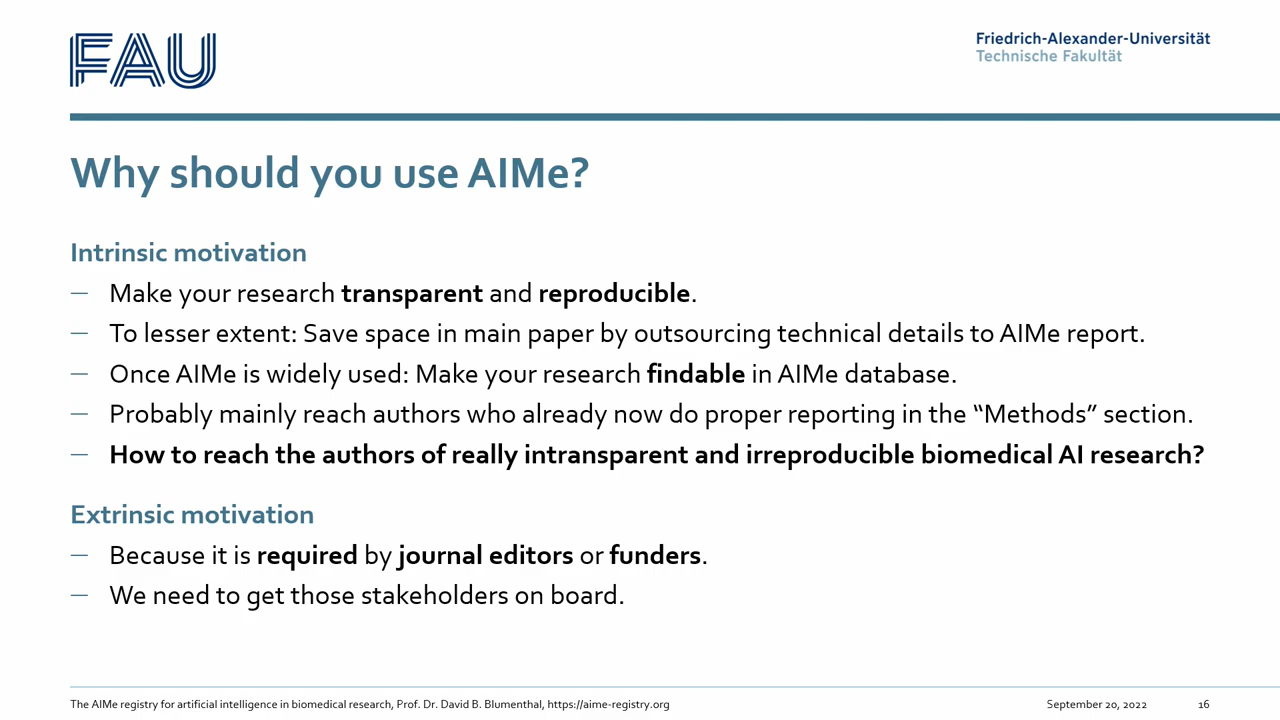 FAU
Friedrich-Alexander-Universität
Technische Fakultät
Why should you use AIMe?
Intrinsic motivation
— Make your research transparent and reproducible.
— To lesser extent: Save space in main paper by outsourcing technical details to AIMe report.
— Once AIMe is widely used: Make your research findable in AIMe database.
— Probably mainly reach authors who already now do proper reporting in the “Methods” section.
— How to reach the authors of really intransparent and irreproducible biomedical AI research?
Extrinsic motivation
— Because it is required by journal editors or funders.
— We need to get those stakeholders on board.
The AIMe registry for artificial intelligence in biomedical research, Prof. Dr. David B. Blumenthal, https://aime-registry.org
September 20, 2022
16